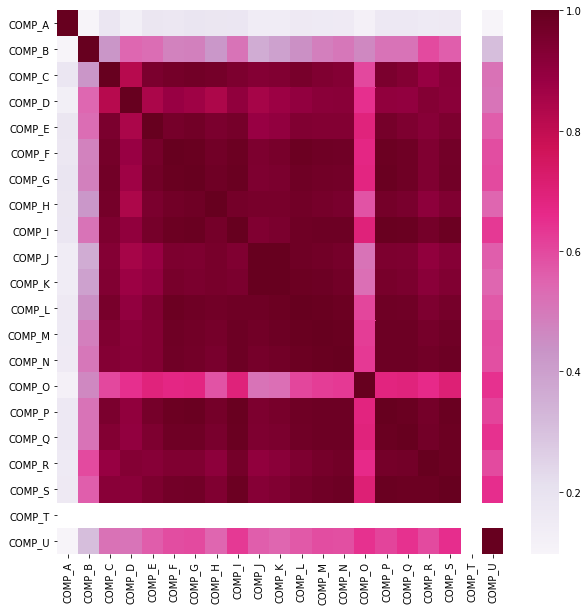 COMP_A
COMP_B
COMP_C
COMP_D
COMP_E
COMP_F
COMP_G
COMP_H
COMP_I
COMP_J
COMP_K
COMP_L
COMP_M
COMP_N
COMP_O
COMP_P
COMP_Q
COMP_R
COMP_S
COMP_T
COMP_U
COMP_A
COMP_B
COMP_C
COMP_D
COMP_E
COMP_F
COMP_G
COMP_H
COMP_I
COMP_J
COMP_K
COMP_L
COMP_M
COMP_N
COMP_O
COMP_P
COMP_Q
COMP_R
COMP_S
COMP_T
COMP_U
1.0
0.8
0.6
0.4
0.2